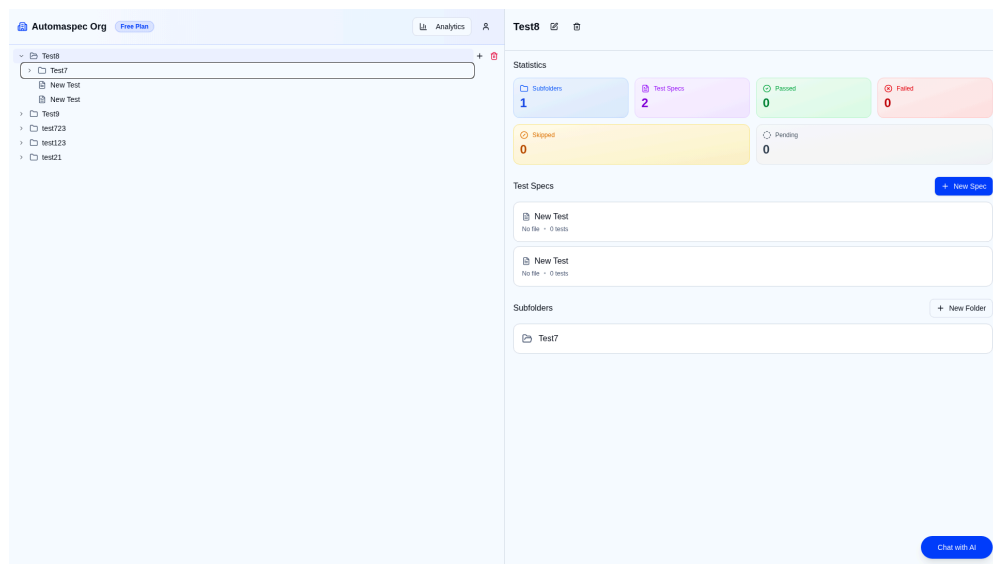 Automaspec Org
Free Plan
Analytics
Test8
Test7
New Test
New Test
Test9
test723
test123
test21
Test8
Statistics
Subfolders
1
Test Specs
2
Passed
0
Failed
0
Skipped
0
Pending
0
Test Specs
New Spec
New Test
No file • 0 tests
New Test
No file • 0 tests
Subfolders
New Folder
Test7
Chat with AI